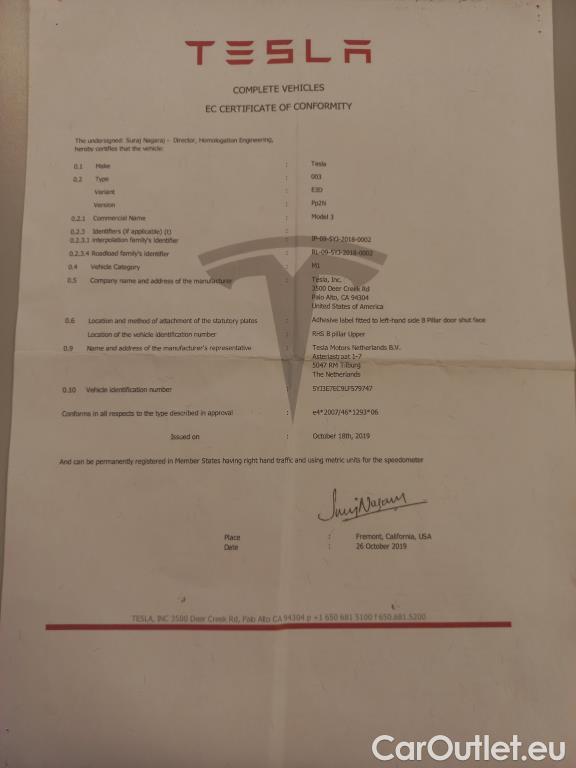 TESLA
COMPLETE VEHICLES
EC CERTIFICATE OF CONFORMITY
The undersigned: Suraj Nagaraj - Director, Homologation Engineering,
hereby certifies that the vehicle:
0.1 Make : Tesla
0.2 Type : 003
Variant : E3D
Version : Pp2N
0.2.1 Commercial Name : Model 3
0.2.3 Identifiers (if applicable) (t) :
0.2.3.1 Interpolation family's identifier : IP-09-5YJ-2018-0002
0.2.3.4 Roadload family's identifier : RL-09-5YJ-2018-0002
0.4 Vehicle Category : M1
0.5 Company name and address of the manufacturer : Tesla, Inc.
3500 Deer Creek Rd
Palo Alto, CA 94304
United States of America
0.6 Location and method of attachment of the statutory plates : Adhesive label fitted to left-hand side B Pillar door shut face
Location of the vehicle identification number : RHS B pillar Upper
0.9 Name and address of the manufacturer's representative : Tesla Motors Netherlands B.V.
Asteriastraat 1-7
5047 RM Tilburg
The Netherlands
0.10 Vehicle identification number : 5YJ3E7EC9LF579747
Conforms in all respects to the type described in approval : e4*2007/46*1293*06
Issued on : October 18th, 2019
And can be permanently registered in Member States having right hand traffic and using metric units for the speedometer
Place : Fremont, California, USA
Date : 26 October 2019
TESLA, INC 3500 Deer Creek Rd, Palo Alto CA 94304 p +1 650 681 5100 f 650.681.5200
CarOutlet.eu